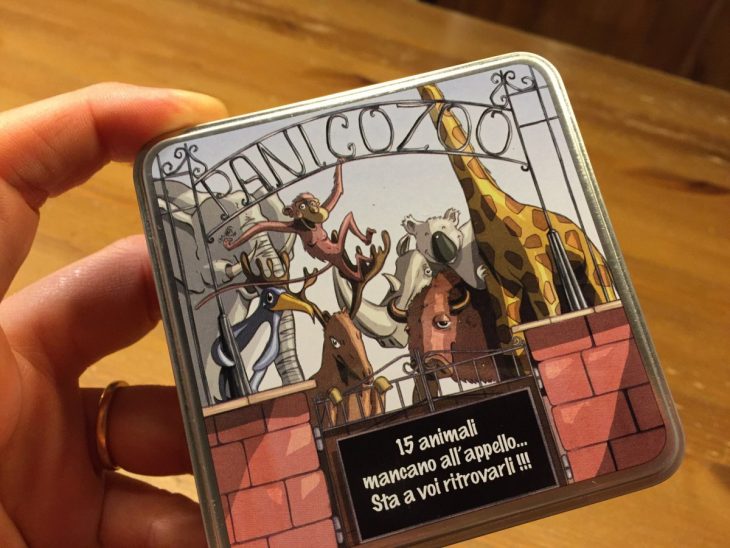 PANICOZOO
15 animali
mancano all'appello...
Sta a voi ritrovarli !!!